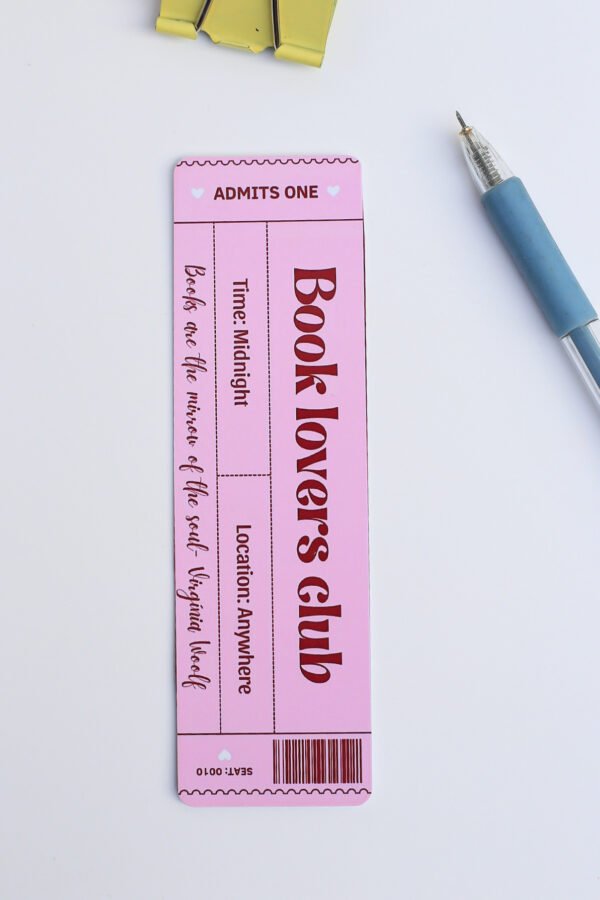 ADMITS ONE
Book lovers club
Time: Midnight
Location: Anywhere
Books are the mirror of the soul- Virginia Woolf
SEAT: 0010